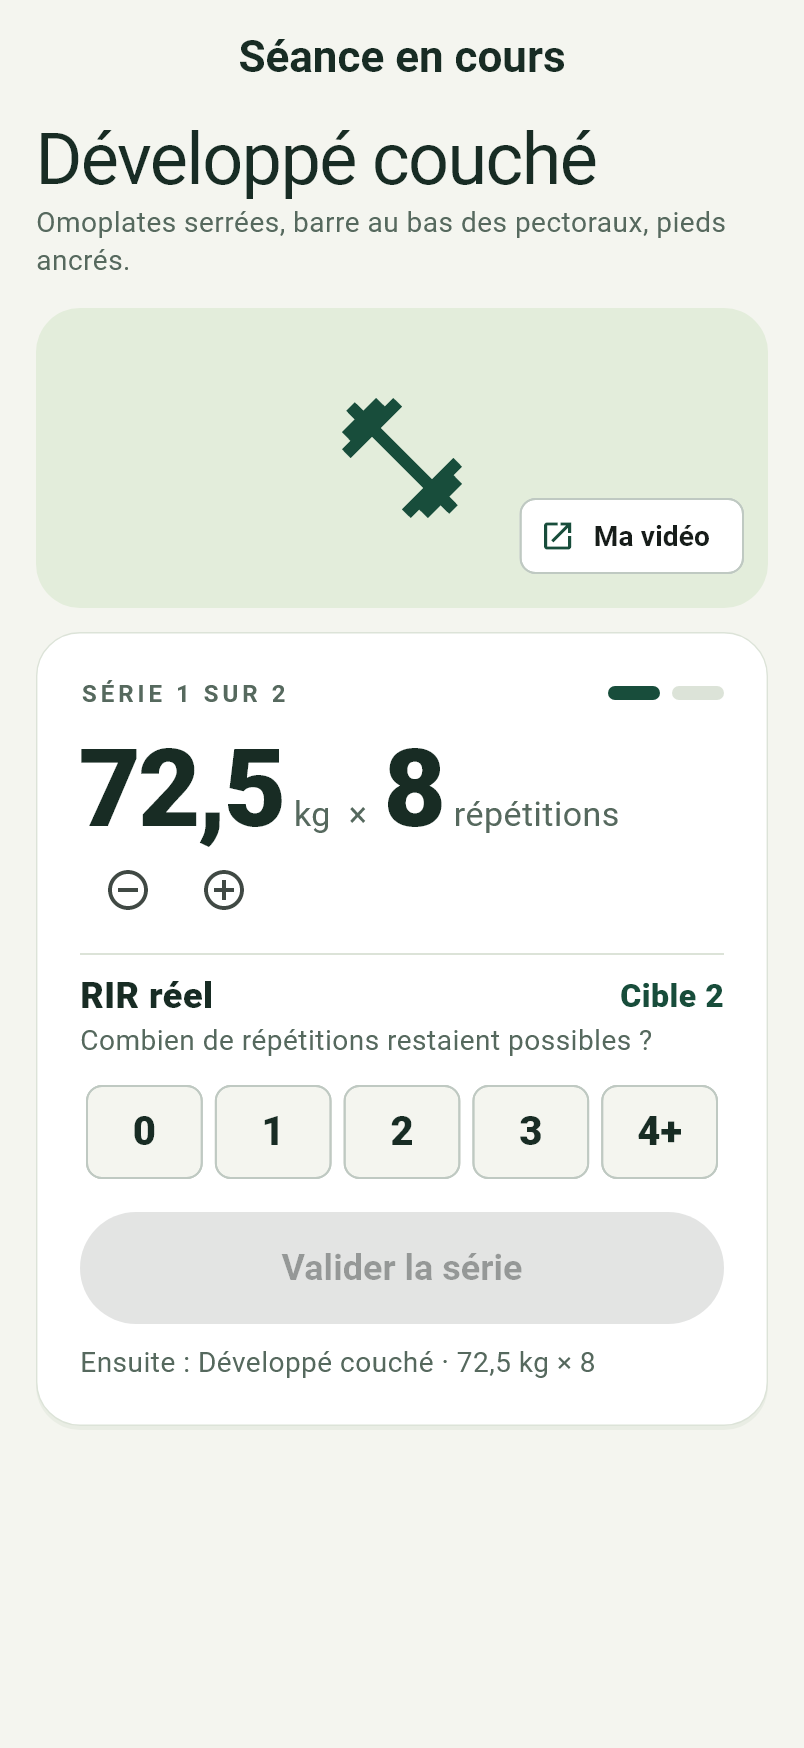 Séance en cours
Développé couché
Omoplates serrées, barre au bas des pectoraux, pieds
ancrés.
Ma vidéo
SÉRIE 1 SUR 2
72,5 kg × 8 répétitions
RIR réel
Cible 2
Combien de répétitions restaient possibles ?
0 1 2 3 4+
Valider la série
Ensuite : Développé couché · 72,5 kg × 8